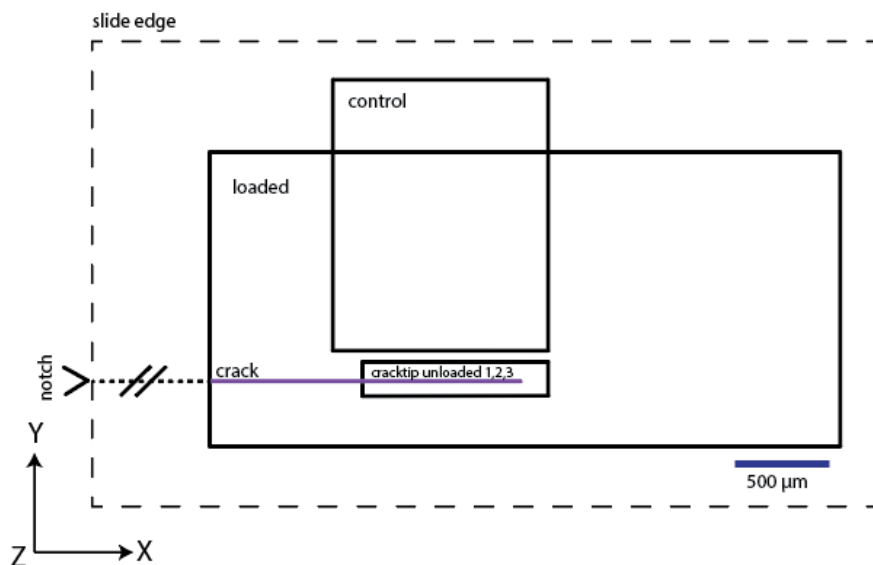 slide edge
control
loaded
notch
crack
cracktip unloaded 1,2,3
Y
500 µm
Z
X